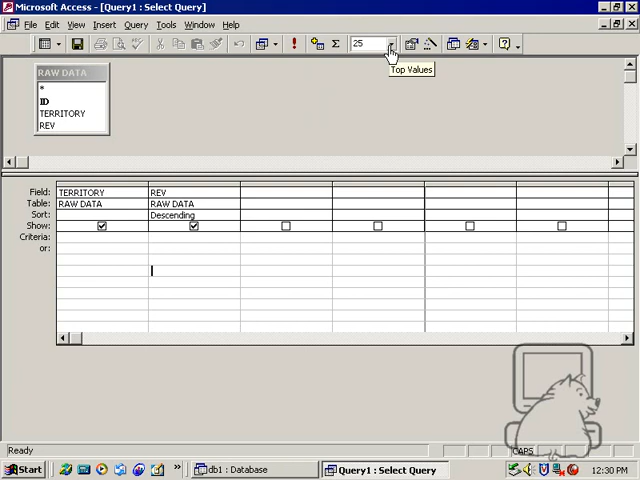 Microsoft Access - [Query1 : Select Query]
File Edit View Insert Query Tools Window Help
25
Top Values
RAW DATA
*
ID
TERRITORY
REV
Field: TERRITORY REV
Table: RAW DATA RAW DATA
Sort: Descending
Show:
Criteria:
or:
Ready CAPS
Start » db1 : Database Query1 : Select Query 12:30 PM